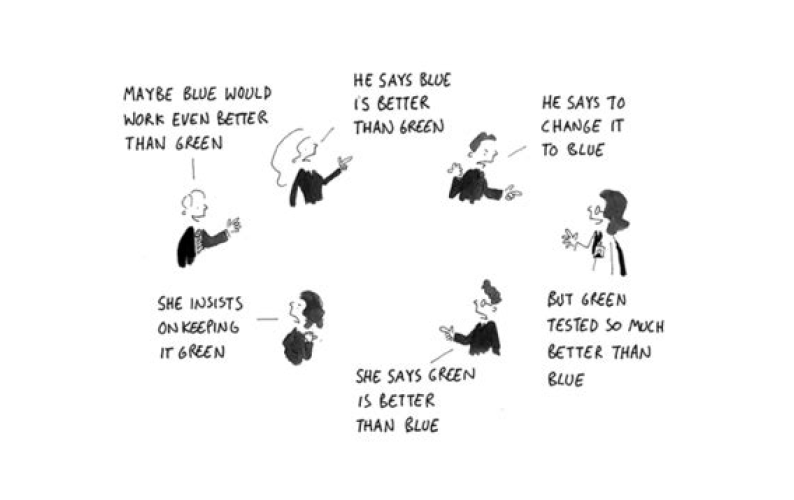 MAYBE BLUE WOULD
WORK EVEN BETTER
THAN GREEN
HE SAYS BLUE
IS BETTER
THAN GREEN
HE SAYS TO
CHANGE IT
TO BLUE
BUT GREEN
TESTED SO MUCH
BETTER THAN
BLUE
SHE SAYS GREEN
IS BETTER
THAN BLUE
SHE INSISTS
ON KEEPING
IT GREEN